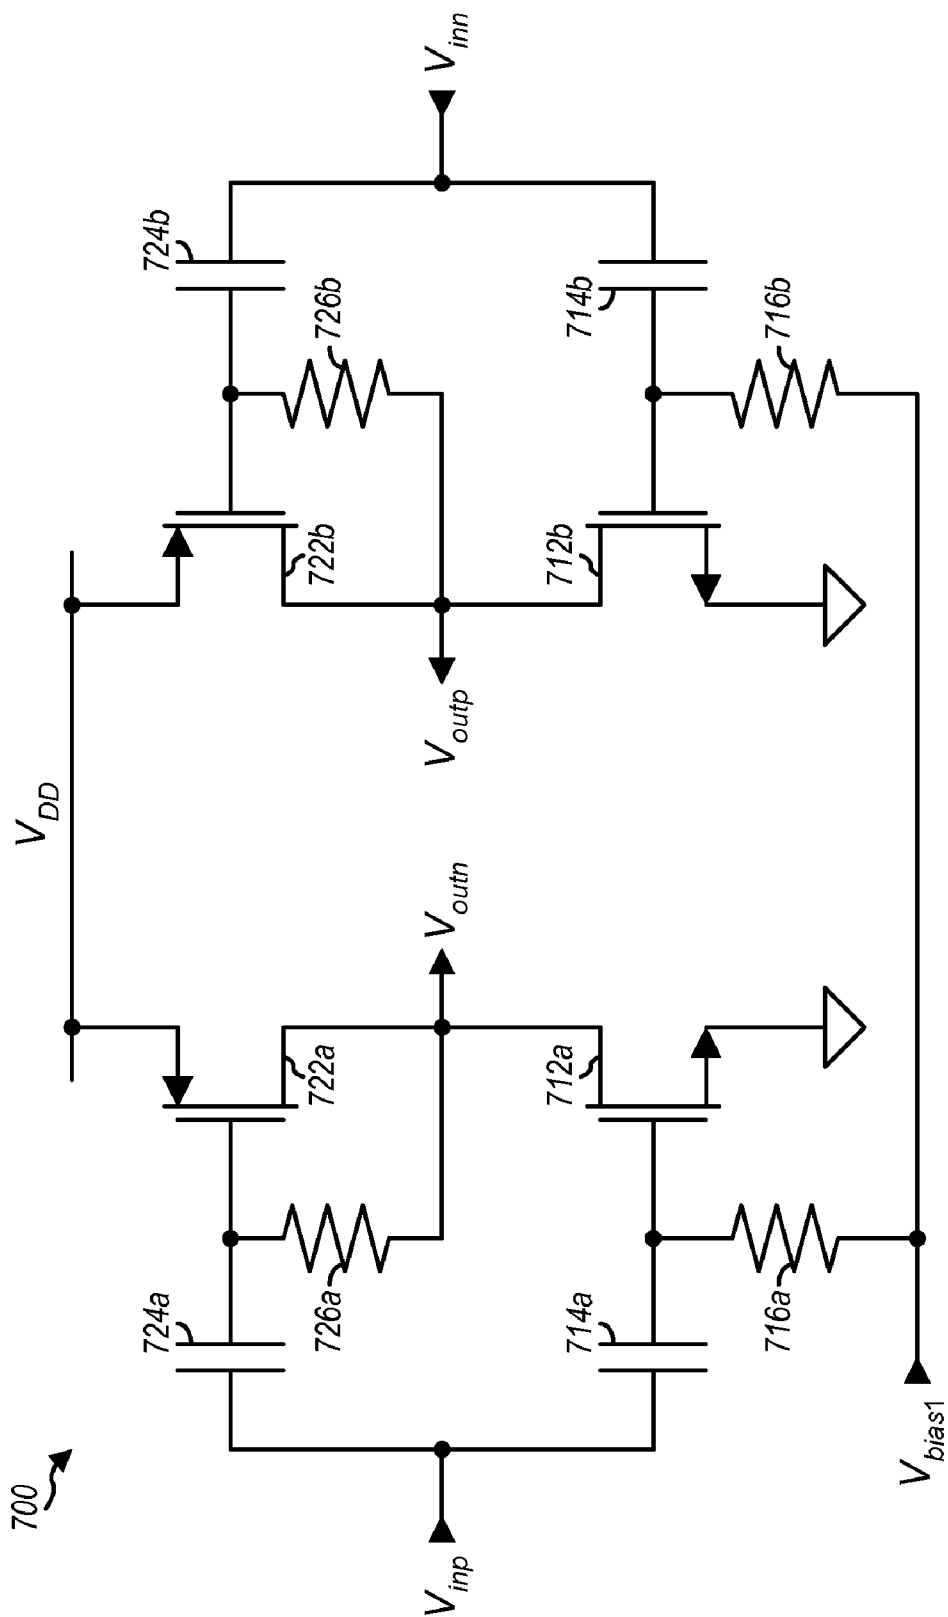 700
V_DD
724a
722a
722b
724b
726a
726b
V_inp
V_outn
V_outp
V_inn
714a
712a
712b
714b
716a
716b
V_bias1